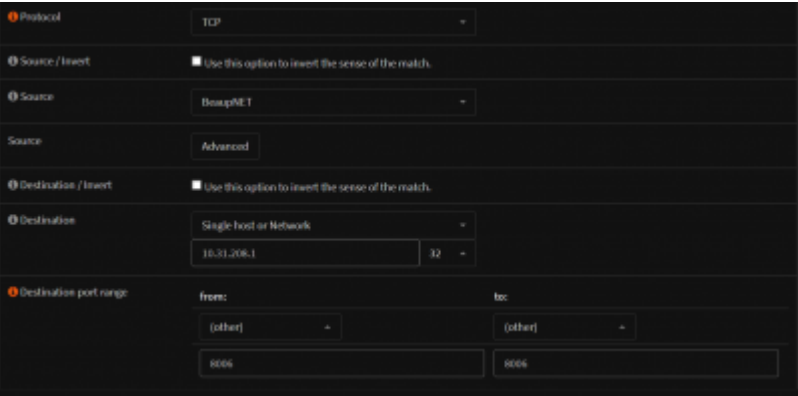 Protocol
TCP
Source / Invert
Use this option to invert the sense of the match.
Source
BeaupNET
Source
Advanced
Destination / Invert
Use this option to invert the sense of the match.
Destination
Single host or Network
10.31.208.1 32
Destination port range
from: to:
(other) (other)
8006 8006